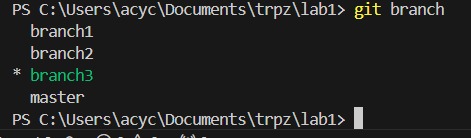 PS C:\Users\acyc\Documents\trpz\lab1> git branch
branch1
branch2
* branch3
master
PS C:\Users\acyc\Documents\trpz\lab1>